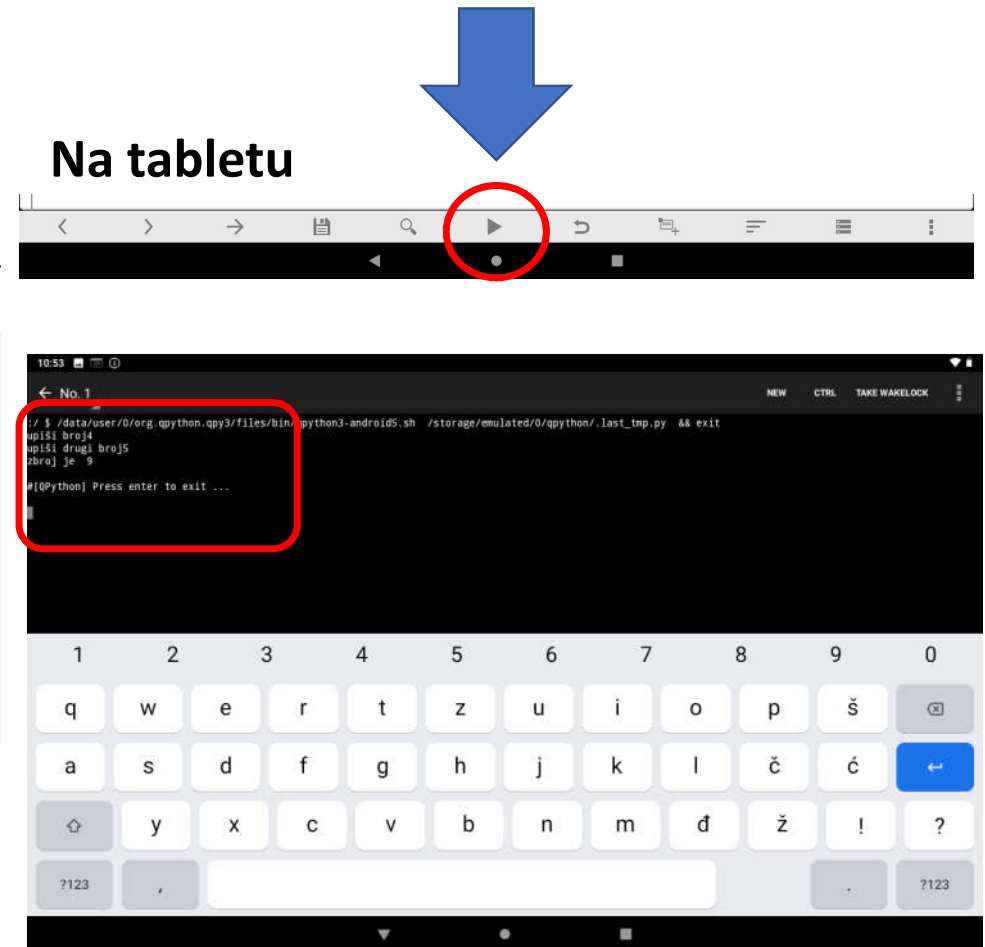 Na tabletu
10:53
← No. 1
NEW CTRL TAKE WAKELOCK
:/ $ /data/user/0/org.qpython.qpy3/files/bin/qpython3-android5.sh /storage/emulated/0/qpython/.last_tmp.py && exit
upiši broj4
upiši drugi broj5
zbroj je 9
#[QPython] Press enter to exit ...
1 2 3 4 5 6 7 8 9 0
q w e r t z u i o p š
a s d f g h j k l č ć
y x c v b n m đ ž ! ?
?123 , . ?123